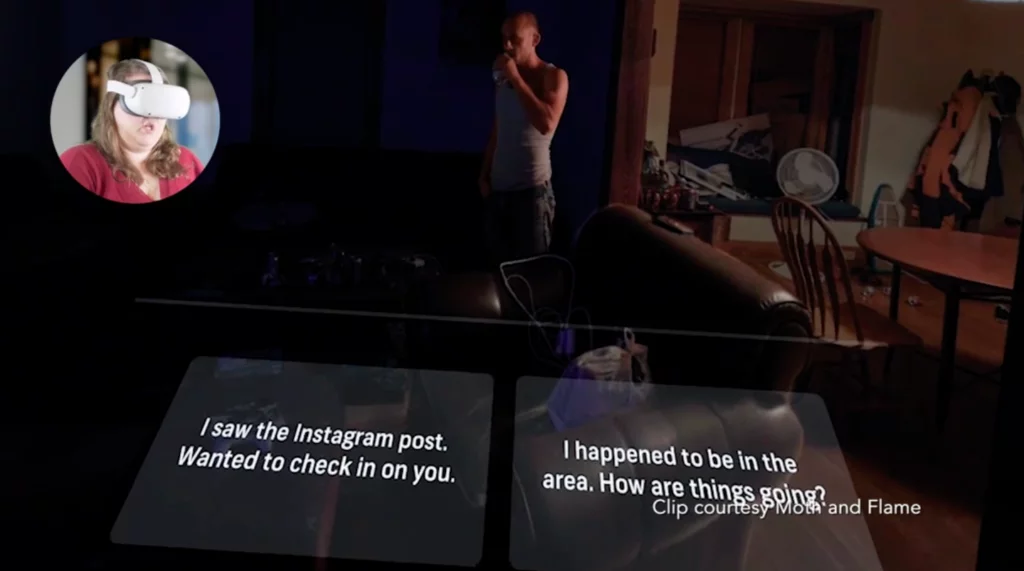 I saw the Instagram post.
Wanted to check in on you.
I happened to be in the
area. How are things going?
Clip courtesy Moth and Flame